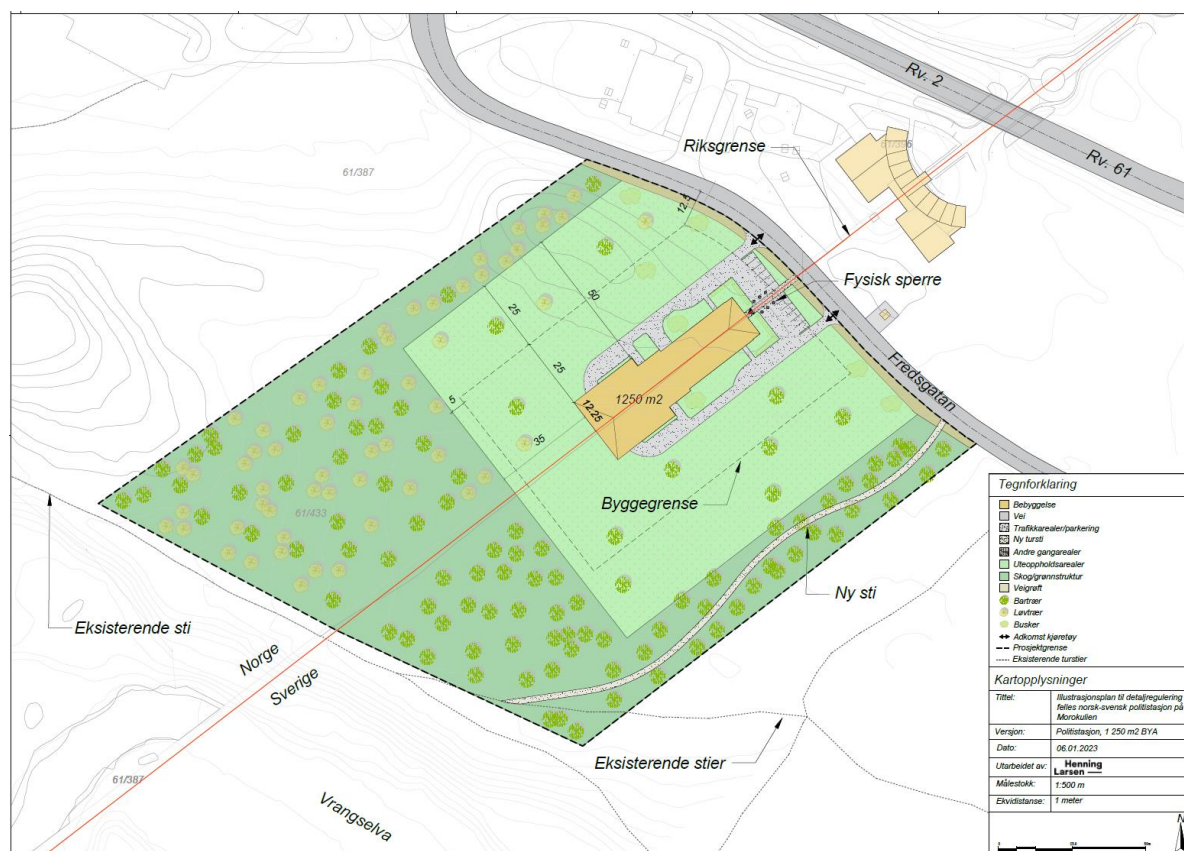 Rv. 2
Rv. 61
61/395
Riksgrense
61/387
12.5
Fysisk sperre
50
25
25
5
12.25
1250 m2
35
Fredsgatan
Byggegrense
61/433
Ny sti
Eksisterende sti
Norge
Sverige
Eksisterende stier
61/387
Vrangselva
Tegnforklaring
Bebyggelse
Vei
Trafikkarealer/parkering
Ny tursti
Andre gangarealer
Uteoppholdsarealer
Skog/grønnstruktur
Veigrøft
Bartrær
Løvtrær
Busker
Adkomst kjøretøy
Prosjektgrense
Eksisterende turstier
Kartopplysninger
Tittel: Illustrasjonsplan til detaljregulering
felles norsk-svensk politistasjon på
Morokulien
Versjon: Politistasjon, 1 250 m2 BYA
Dato: 06.01.2023
Utarbeidet av: Henning
Larsen
Målestokk: 1:500 m
Ekvidistanse: 1 meter
N